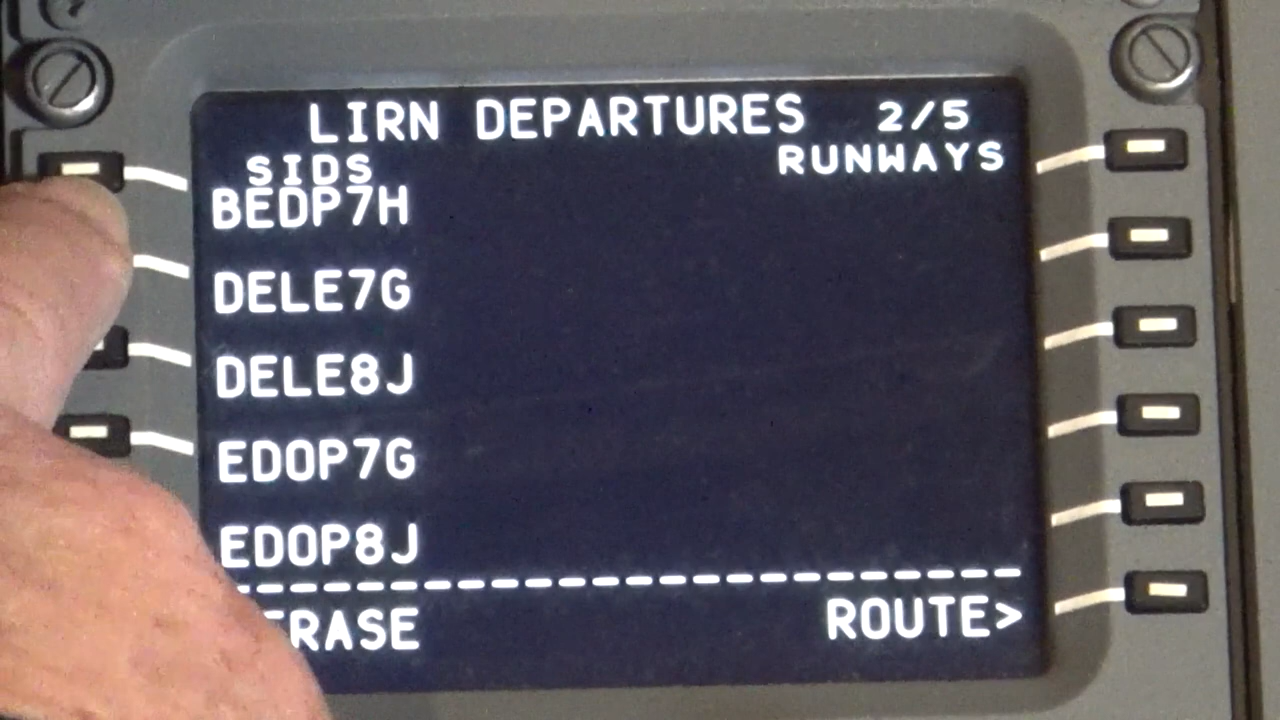 LIRN DEPARTURES 2/5
SIDS RUNWAYS
BEDP7H
DELE7G
DELE8J
EDOP7G
EDOP8J
ERASE ROUTE>